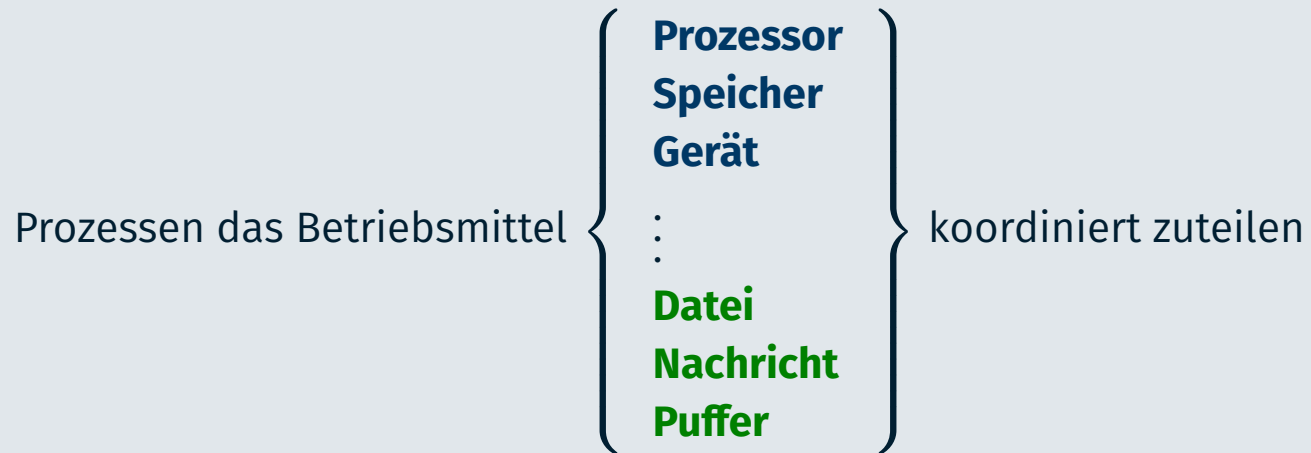 Prozessor
Speicher
Gerät
Prozessen das Betriebsmittel ⋮ koordiniert zuteilen
Datei
Nachricht
Puffer